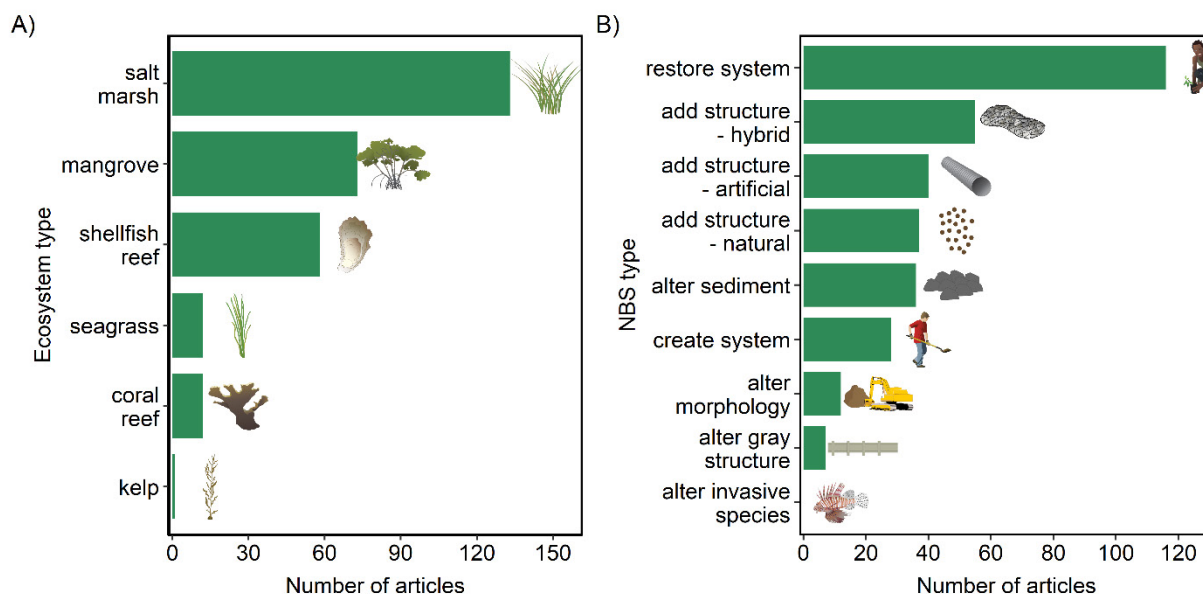 A)
Ecosystem type
salt
marsh
mangrove
shellfish
reef
seagrass
coral
reef
kelp
0 30 60 90 120 150
Number of articles
B)
NBS type
restore system
add structure
- hybrid
add structure
- artificial
add structure
- natural
alter sediment
create system
alter
morphology
alter gray
structure
alter invasive
species
0 20 40 60 80 100 120
Number of articles